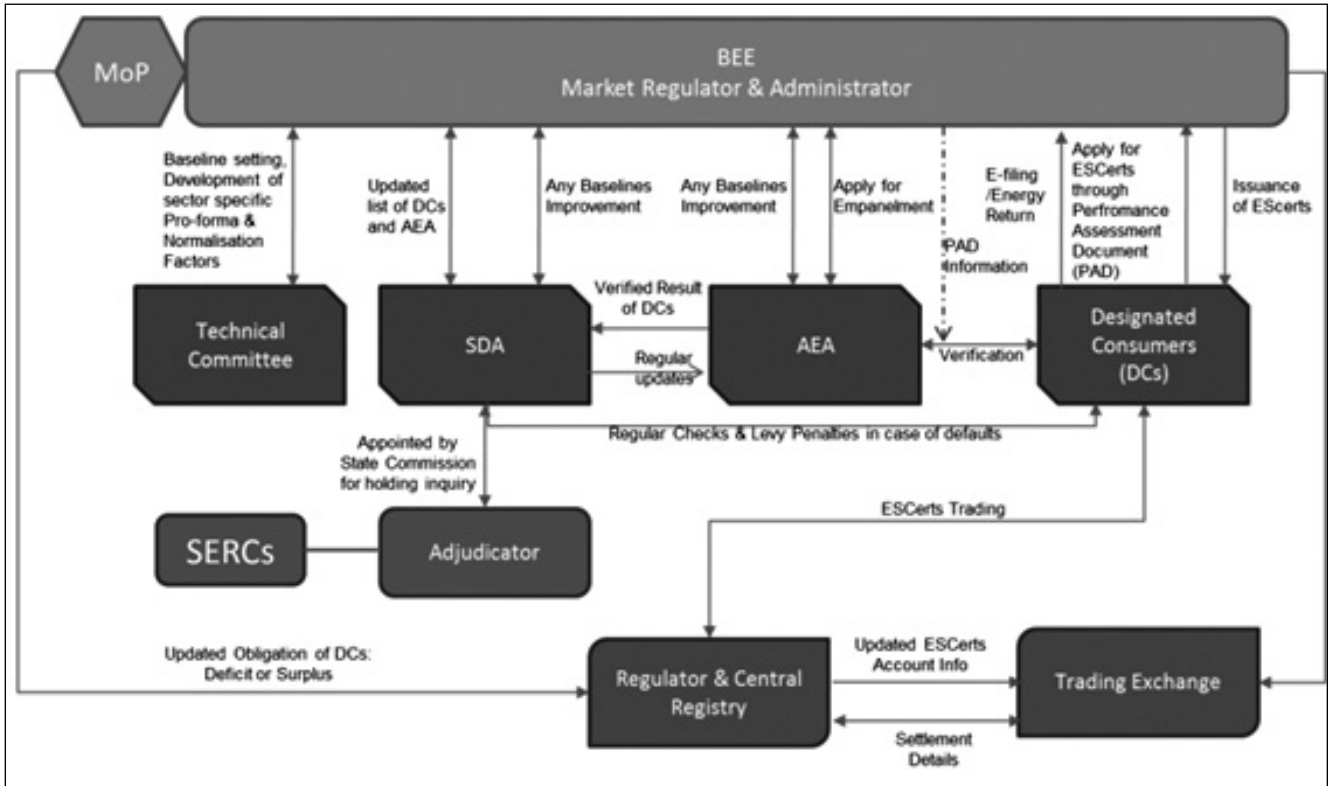 MoP
BEE
Market Regulator & Administrator
Baseline setting,
Development of
sector specific
Pro-forma &
Normalisation
Factors
Updated
list of DCs
and AEA
Any Baselines
Improvement
Any Baselines
Improvement
Apply for
Empanelment
PAD
Information
E-filing
/Energy
Return
Apply for
ESCerts
through
Perfromance
Assessment
Document
(PAD)
Issuance
of EScerts
Technical
Committee
SDA
Verified Result
of DCs
Regular
updates
AEA
Verification
Designated
Consumers
(DCs)
Regular Checks & Levy Penalties in case of defaults
Appointed by
State Commission
for holding inquiry
ESCerts Trading
SERCs
Adjudicator
Updated Obligation of DCs:
Deficit or Surplus
Regulator & Central
Registry
Updated ESCerts
Account Info
Trading Exchange
Settlement
Details